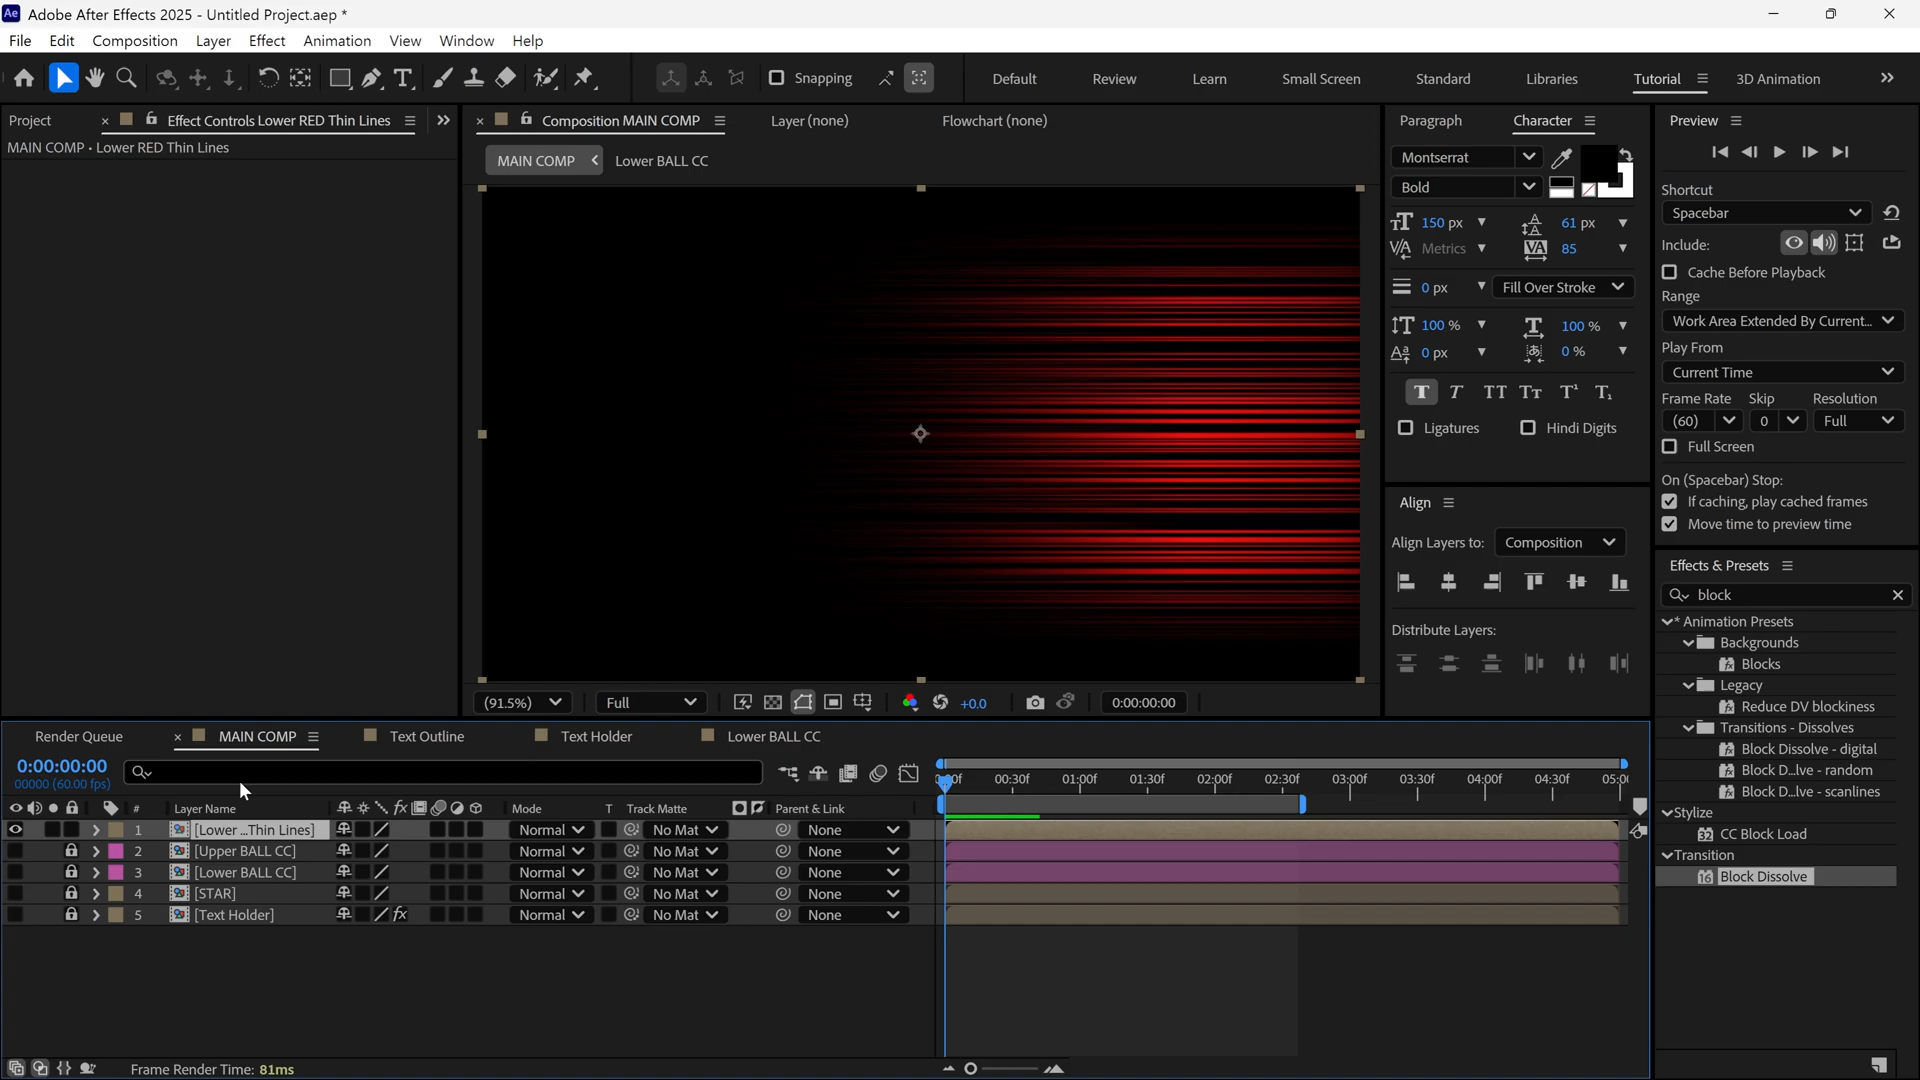 Adobe After Effects 2025 - Untitled Project.aep *
File Edit Composition Layer Effect Animation View Window Help
Snapping
Default Review Learn Small Screen Standard Libraries Tutorial 3D Animation
Project Effect Controls Lower RED Thin Lines
MAIN COMP • Lower RED Thin Lines
Composition MAIN COMP Layer (none) Flowchart (none)
MAIN COMP Lower BALL CC
(91.5%) Full +0.0 0:00:00:00
Paragraph Character
Montserrat
Bold
150 px 61 px
Metrics 85
0 px Fill Over Stroke
100 % 100 %
0 px 0 %
Ligatures Hindi Digits
Align
Align Layers to: Composition
Distribute Layers:
Preview
Shortcut
Spacebar
Include:
Cache Before Playback
Range
Work Area Extended By Current...
Play From
Current Time
Frame Rate Skip Resolution
(60) 0 Full
Full Screen
On (Spacebar) Stop:
If caching, play cached frames
Move time to preview time
Effects & Presets
block
* Animation Presets
Backgrounds
Blocks
Legacy
Reduce DV blockiness
Transitions - Dissolves
Block Dissolve - digital
Block D...lve - random
Block D...lve - scanlines
Stylize
CC Block Load
Transition
Block Dissolve
Render Queue MAIN COMP Text Outline Text Holder Lower BALL CC
0:00:00:00
00000 (60.00 fps)
00:30f 01:00f 01:30f 02:00f 02:30f 03:00f 03:30f 04:00f 04:30f
# Layer Name Mode T Track Matte Parent & Link
1 [Lower ...Thin Lines] Normal No Mat None
2 [Upper BALL CC] Normal No Mat None
3 [Lower BALL CC] Normal No Mat None
4 [STAR] Normal No Mat None
5 [Text Holder] Normal No Mat None
Frame Render Time: 81ms